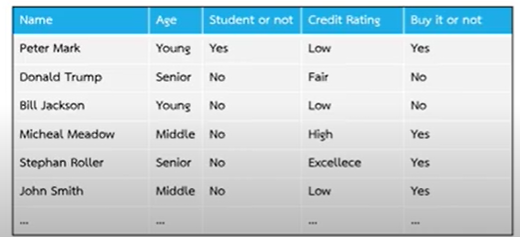 Name Age Student or not Credit Rating Buy it or not
Peter Mark Young Yes Low Yes
Donald Trump Senior No Fair No
Bill Jackson Young No Low No
Micheal Meadow Middle No High Yes
Stephan Roller Senior No Excellece Yes
John Smith Middle No Low Yes
... ... ... ...